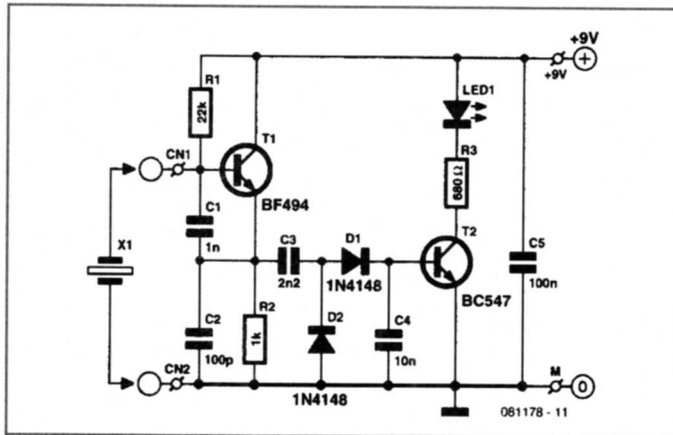 +9V
+9V
R1
22k
T1
BF494
CN1
C1
1n
X1
C2
100p
CN2
R2
1k
C3
2n2
D1
1N4148
D2
1N4148
C4
10n
LED1
R3
680Ω
T2
BC547
C5
100n
M
0
081178 - 11